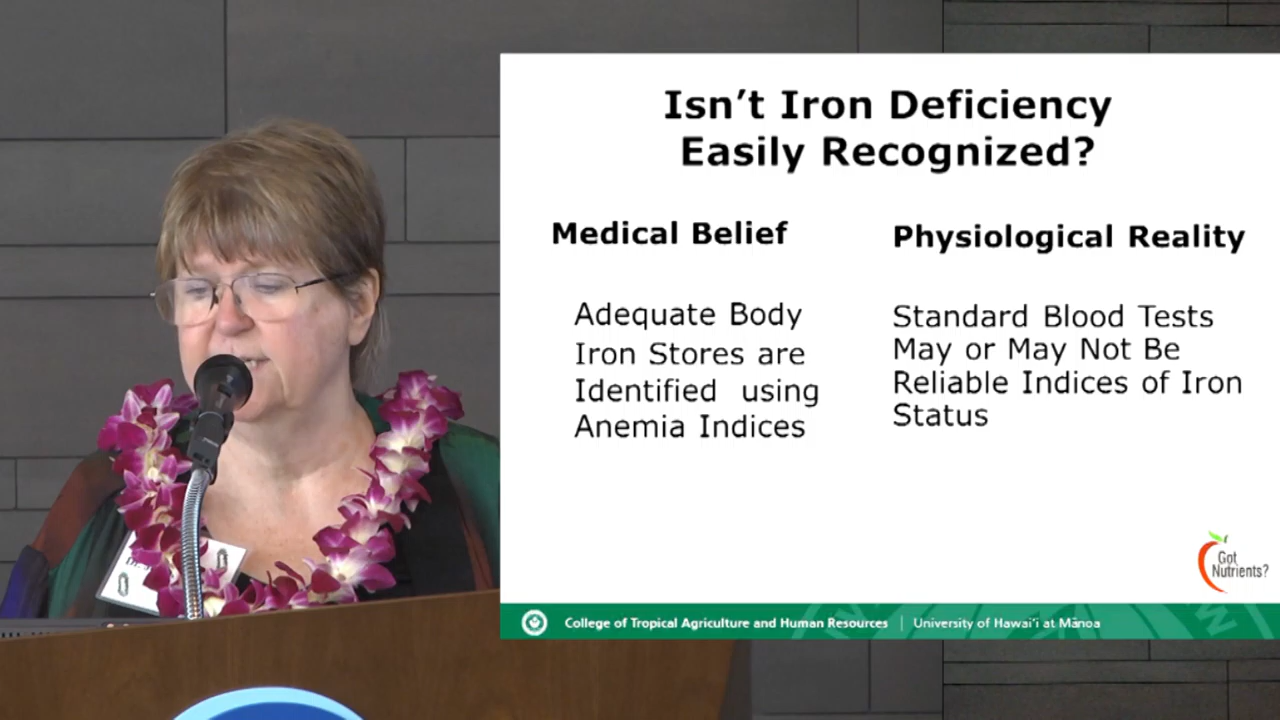 Isn't Iron Deficiency
Easily Recognized?
Medical Belief
Adequate Body
Iron Stores are
Identified using
Anemia Indices
Physiological Reality
Standard Blood Tests
May or May Not Be
Reliable Indices of Iron
Status
Got
Nutrients?
College of Tropical Agriculture and Human Resources | University of Hawai'i at Mānoa